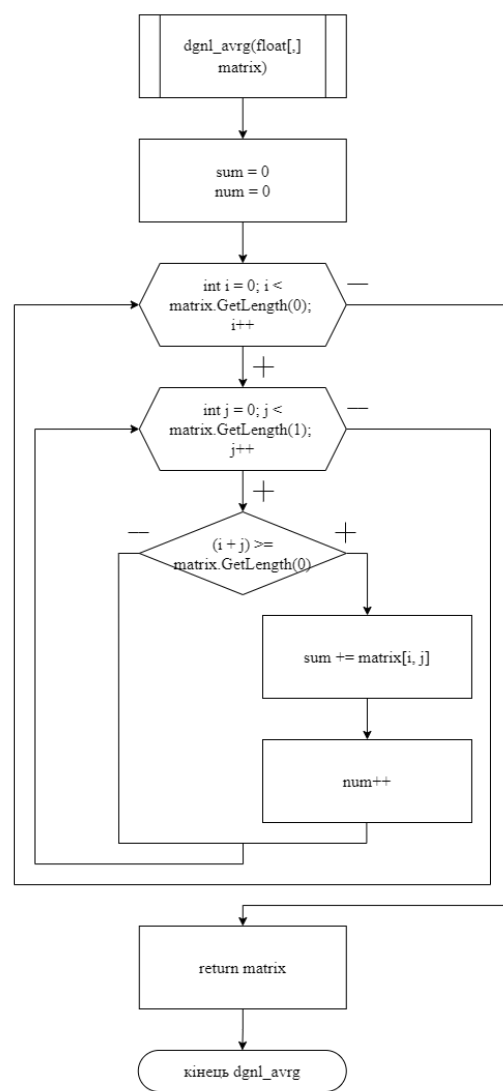 dgnl_avrg(float[,]
matrix)
sum = 0
num = 0
int i = 0; i <
matrix.GetLength(0);
i++
—
+
int j = 0; j <
matrix.GetLength(1);
j++
—
+
—
+
(i + j) >=
matrix.GetLength(0)
sum += matrix[i, j]
num++
return matrix
кінець dgnl_avrg